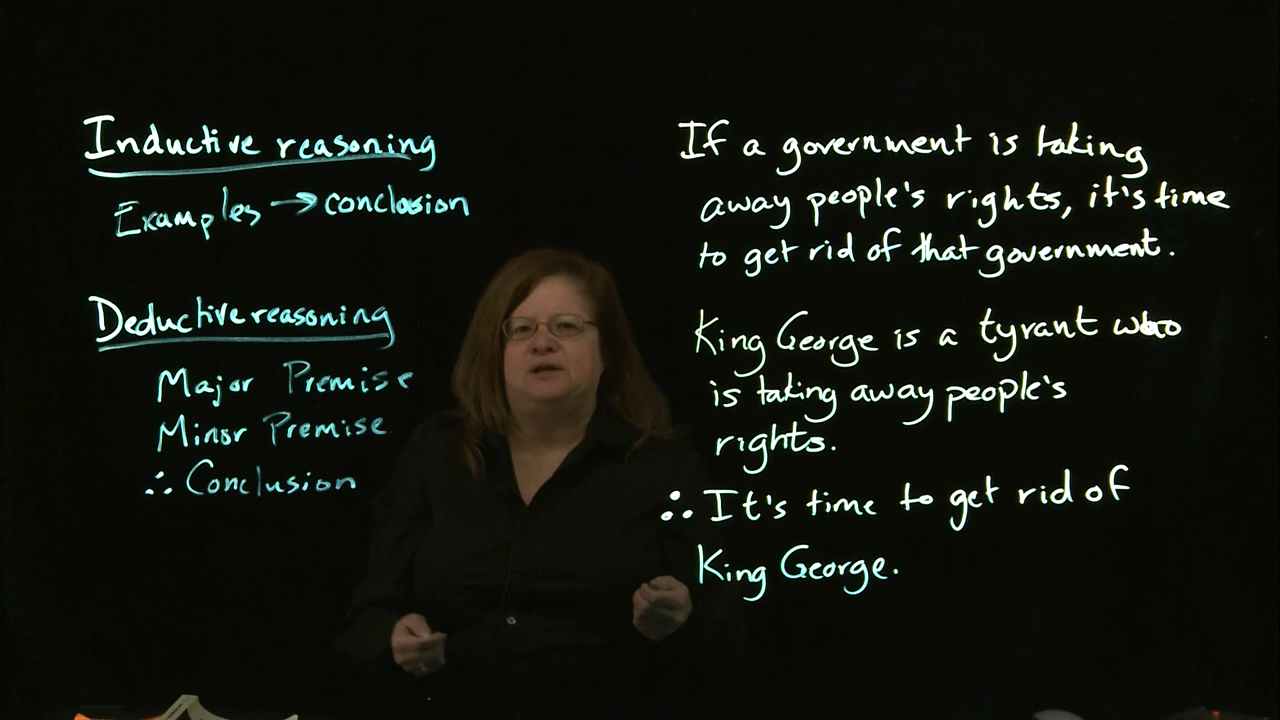 Inductive reasoning
Examples → conclusion
Deductive reasoning
Major Premise
Minor Premise
∴ Conclusion
If a government is taking
away people's rights, it's time
to get rid of that government.
King George is a tyrant who
is taking away people's
rights.
∴ It's time to get rid of
King George.